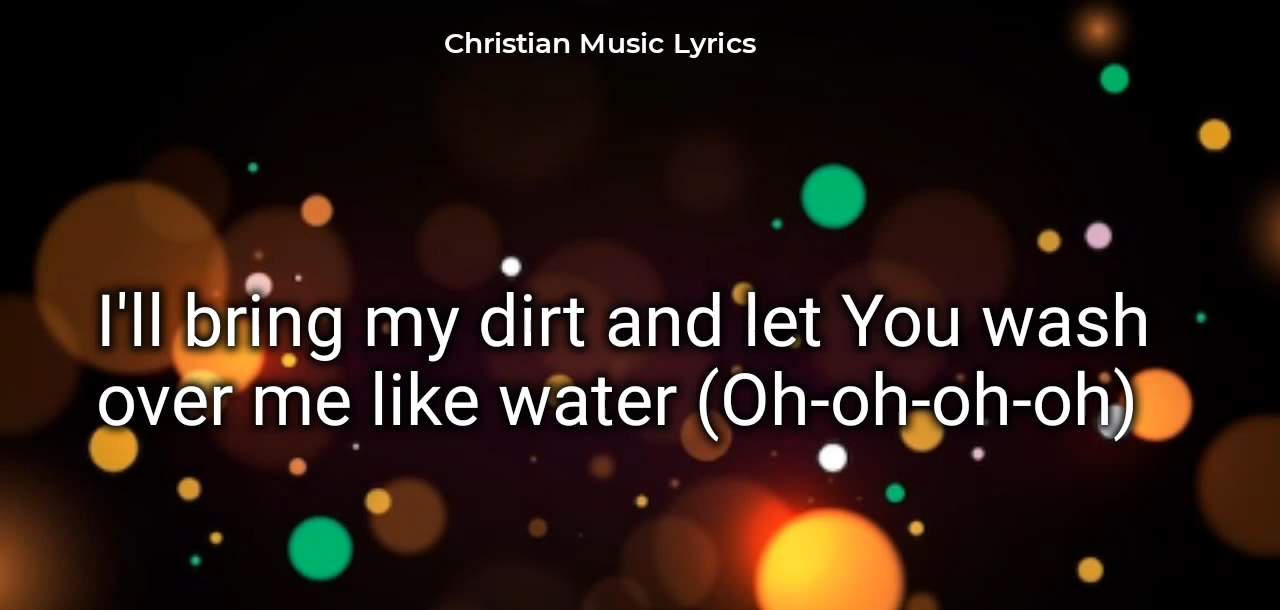 Christian Music Lyrics
I'll bring my dirt and let You wash
over me like water (Oh-oh-oh-oh)